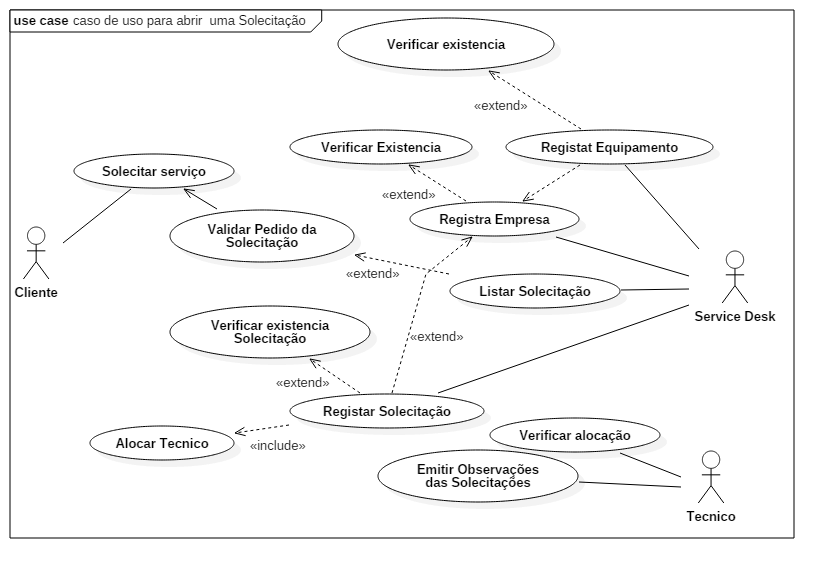 use case caso de uso para abrir uma Solecitação
Verificar existencia
«extend»
Verificar Existencia
Registat Equipamento
Solecitar serviço
«extend»
Registra Empresa
Validar Pedido da
Solecitação
«extend»
Cliente
Listar Solecitação
Service Desk
Verificar existencia
Solecitação
«extend»
«extend»
Registar Solecitação
Alocar Tecnico
«include»
Verificar alocação
Emitir Observações
das Solecitações
Tecnico